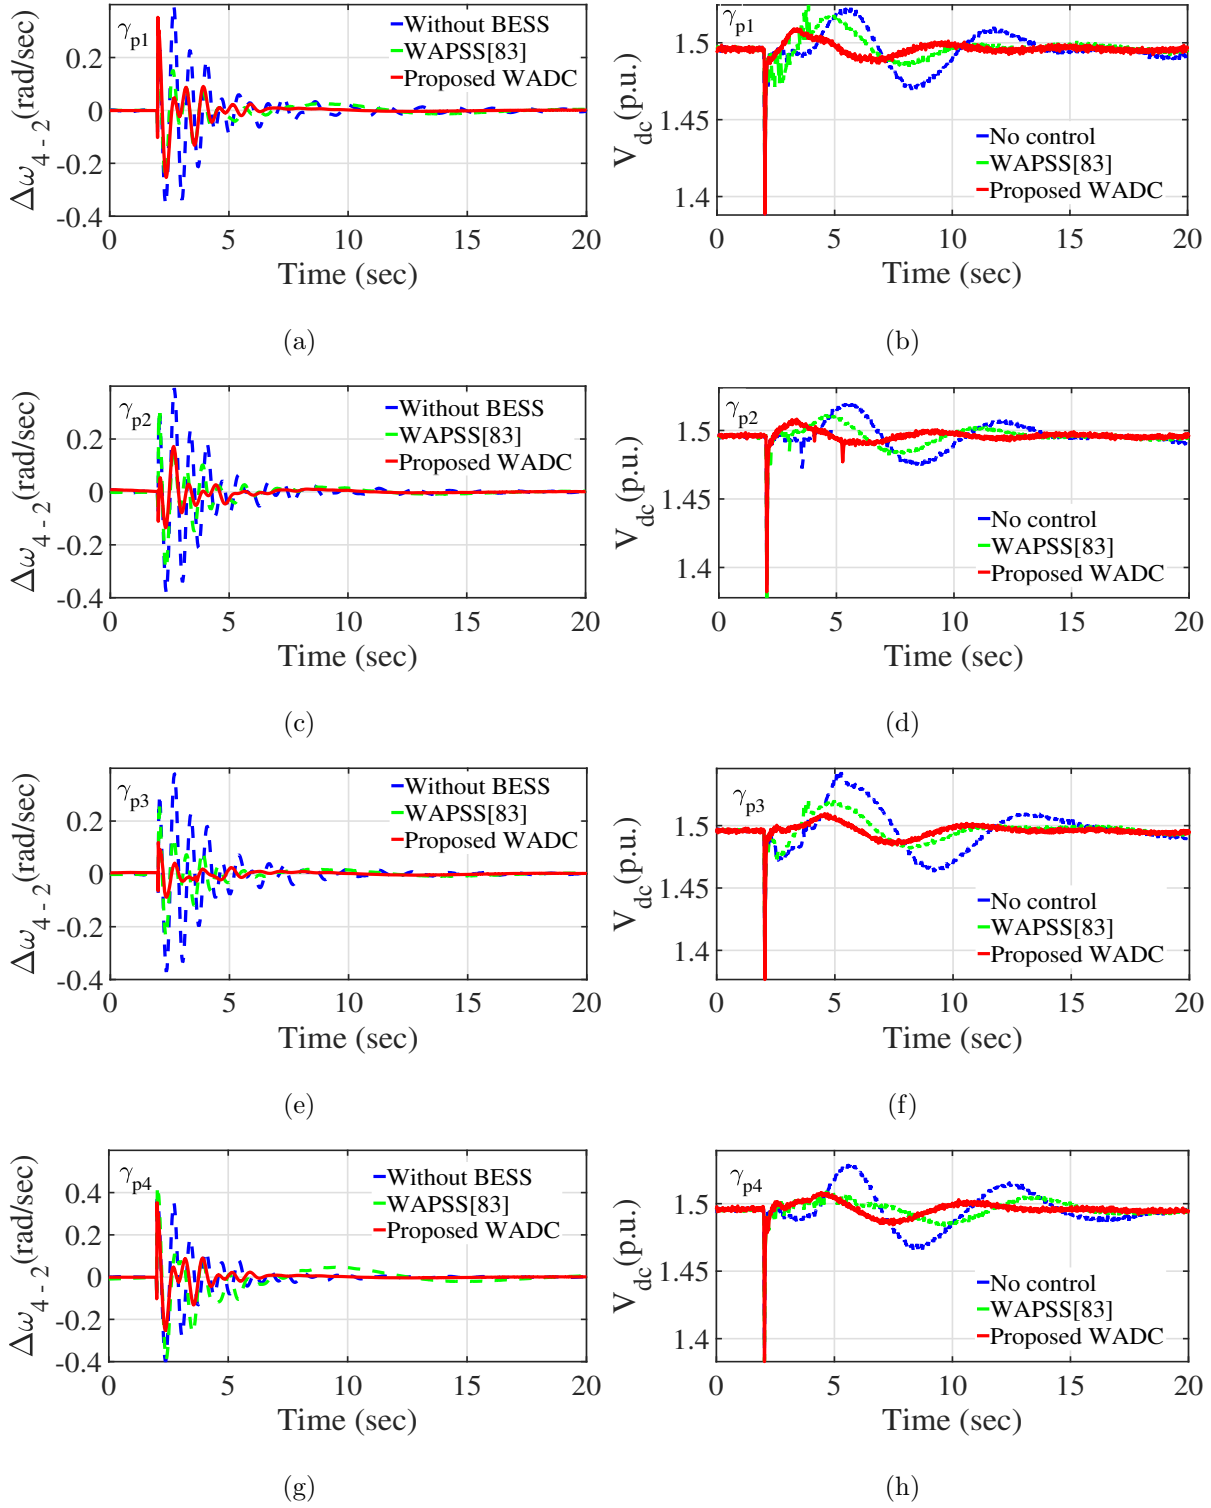 γp1
Without BESS
WAPSS[83]
Proposed WADC
0.2
0
-0.2
-0.4
Δω4 - 2(rad/sec)
0 5 10 15 20
Time (sec)
(a)
γp1
No control
WAPSS[83]
Proposed WADC
1.5
1.45
1.4
Vdc(p.u.)
0 5 10 15 20
Time (sec)
(b)
γp2
Without BESS
WAPSS[83]
Proposed WADC
0.2
0
-0.2
-0.4
Δω4 - 2(rad/sec)
0 5 10 15 20
Time (sec)
(c)
γp2
No control
WAPSS[83]
Proposed WADC
1.5
1.45
1.4
Vdc(p.u.)
0 5 10 15 20
Time (sec)
(d)
γp3
Without BESS
WAPSS[83]
Proposed WADC
0.2
0
-0.2
-0.4
Δω4 - 2(rad/sec)
0 5 10 15 20
Time (sec)
(e)
γp3
No control
WAPSS[83]
Proposed WADC
1.5
1.45
1.4
Vdc(p.u.)
0 5 10 15 20
Time (sec)
(f)
γp4
Without BESS
WAPSS[83]
Proposed WADC
0.4
0.2
0
-0.2
-0.4
Δω4 - 2(rad/sec)
0 5 10 15 20
Time (sec)
(g)
γp4
No control
WAPSS[83]
Proposed WADC
1.5
1.45
1.4
Vdc(p.u.)
0 5 10 15 20
Time (sec)
(h)